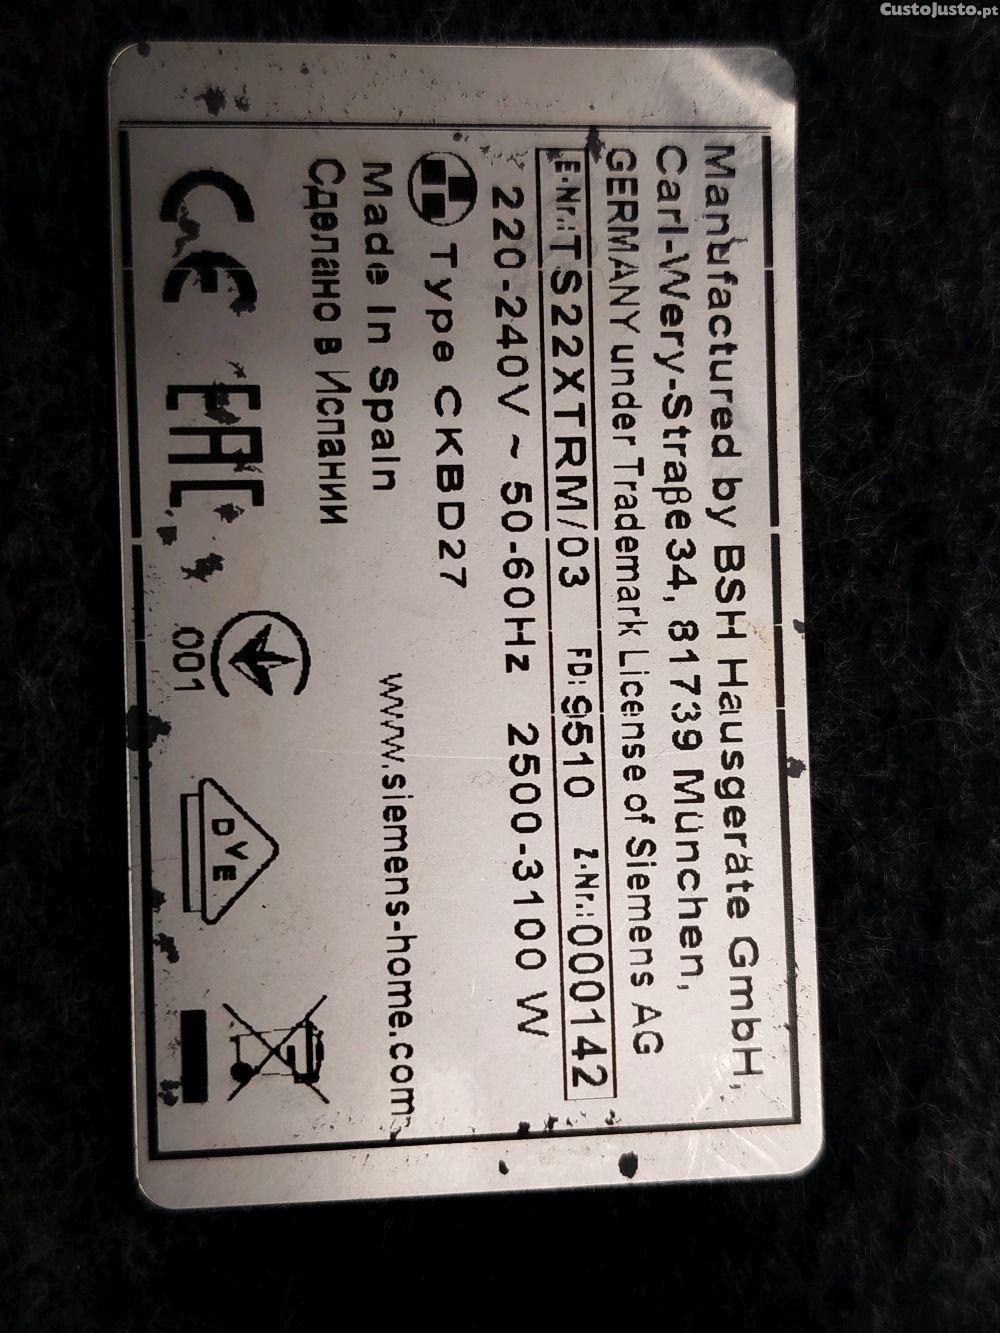 CustoJusto.pt
Manufactured by BSH Hausgeräte GmbH,
Carl-Wery-Straße34, 81739 München,
GERMANY under Trademark License of Siemens AG
E-Nr.: TS22XTRM/03 FD: 9510 Z-Nr.: 000142
220-240V ~ 50-60Hz 2500-3100 W
Type CKBD27
www.siemens-home.com
Made In Spain
Сделано в Испании
CE EAC 001 DVE